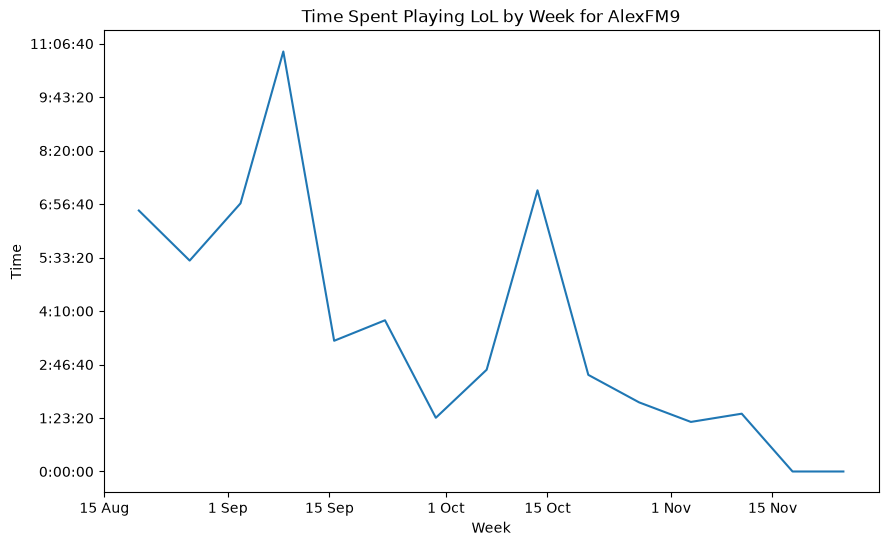 Time Spent Playing LoL by Week for AlexFM9
11:06:40
9:43:20
8:20:00
6:56:40
5:33:20
4:10:00
2:46:40
1:23:20
0:00:00
Time
15 Aug 1 Sep 15 Sep 1 Oct 15 Oct 1 Nov 15 Nov
Week